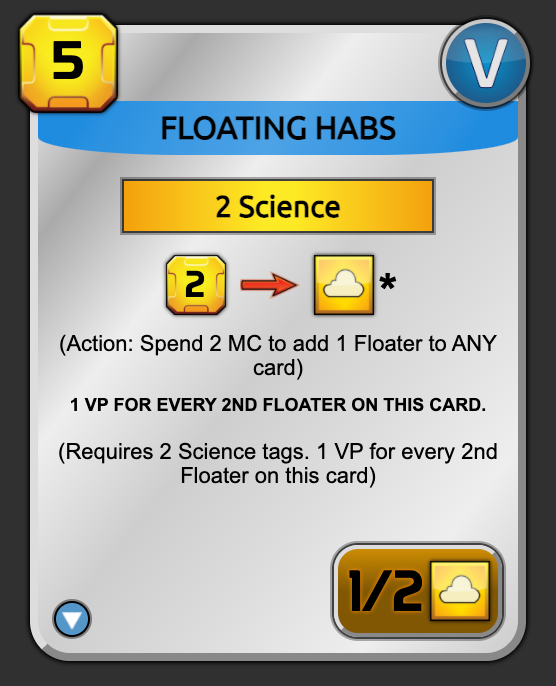 5
V
FLOATING HABS
2 Science
2 *
(Action: Spend 2 MC to add 1 Floater to ANY
card)
1 VP FOR EVERY 2ND FLOATER ON THIS CARD.
(Requires 2 Science tags. 1 VP for every 2nd
Floater on this card)
1/2